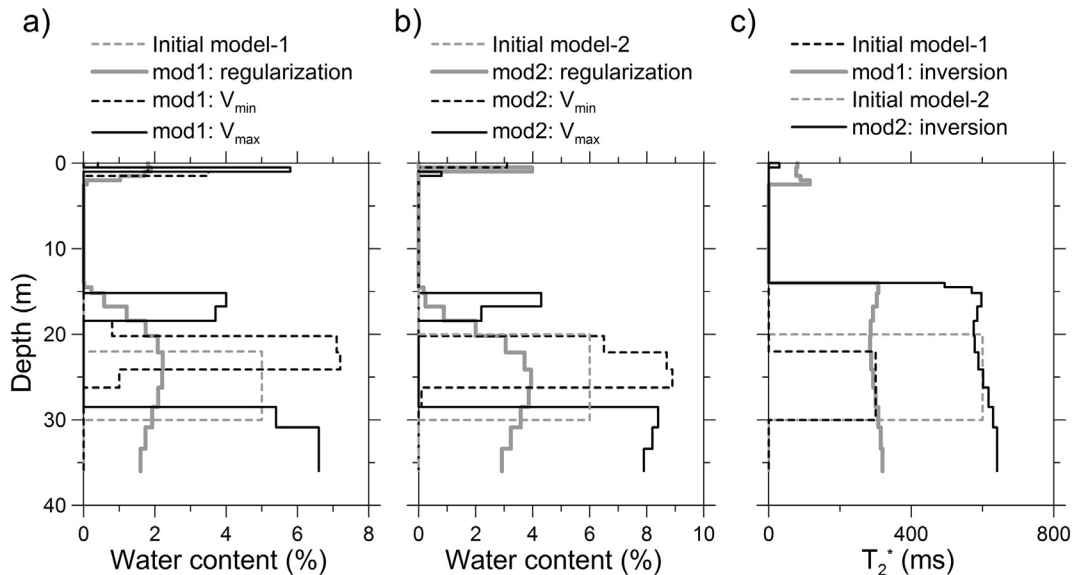 a)
Initial model-1
mod1: regularization
mod1: Vmin
mod1: Vmax
b)
Initial model-2
mod2: regularization
mod2: Vmin
mod2: Vmax
c)
Initial model-1
mod1: inversion
Initial model-2
mod2: inversion
Depth (m)
0
10
20
30
40
0 2 4 6 8
Water content (%)
0 2 4 6 8 10
Water content (%)
0 400 800
T2* (ms)